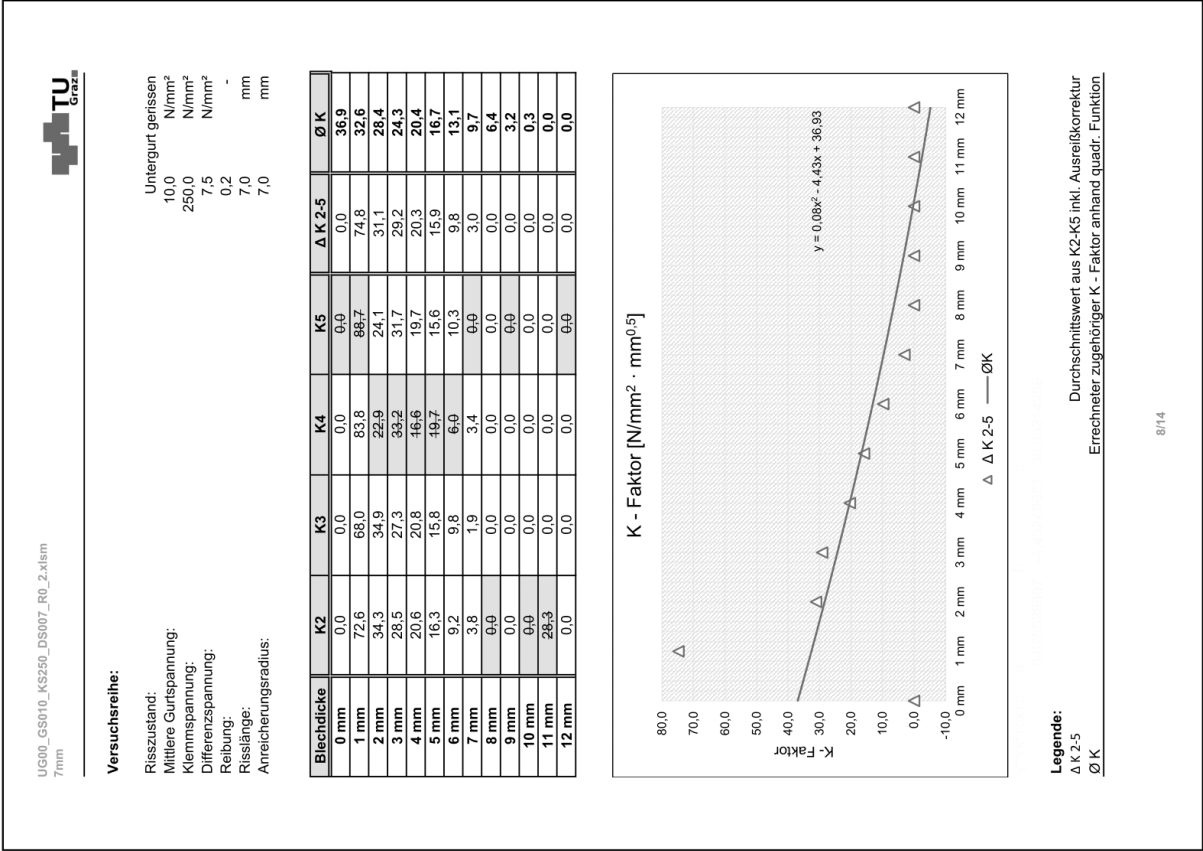 UG00_GS010_KS250_DS007_R0_2.xlsm
7mm
TU
Graz
Versuchsreihe:
Risszustand: Untergurt gerissen
Mittlere Gurtspannung: 10,0 N/mm²
Klemmspannung: 250,0 N/mm²
Differenzspannung: 7,5 N/mm²
Reibung: 0,2 -
Risslänge: 7,0 mm
Anreicherungsradius: 7,0 mm
Blechdicke K2 K3 K4 K5 Δ K 2-5 Ø K
0 mm 0,0 0,0 0,0 0,0 0,0 36,9
1 mm 72,6 68,0 83,8 88,7 74,8 32,6
2 mm 34,3 34,9 22,9 24,1 31,1 28,4
3 mm 28,5 27,3 33,2 31,7 29,2 24,3
4 mm 20,6 20,8 16,6 19,7 20,3 20,4
5 mm 16,3 15,8 19,7 15,6 15,9 16,7
6 mm 9,2 9,8 6,0 10,3 9,8 13,1
7 mm 3,8 1,9 3,4 0,0 3,0 9,7
8 mm 0,0 0,0 0,0 0,0 0,0 6,4
9 mm 0,0 0,0 0,0 0,0 0,0 3,2
10 mm 0,0 0,0 0,0 0,0 0,0 0,3
11 mm 28,3 0,0 0,0 0,0 0,0 0,0
12 mm 0,0 0,0 0,0 0,0 0,0 0,0
K - Faktor [N/mm² · mm⁰·⁵]
y = 0,08x² - 4,43x + 36,93
K- Faktor
80,0
70,0
60,0
50,0
40,0
30,0
20,0
10,0
0,0
-10,0
0 mm 1 mm 2 mm 3 mm 4 mm 5 mm 6 mm 7 mm 8 mm 9 mm 10 mm 11 mm 12 mm
Δ K 2-5 ØK
Legende:
Δ K 2-5 Durchschnittswert aus K2-K5 inkl. Ausreißkorrektur
Ø K Errechneter zugehöriger K - Faktor anhand quadr. Funktion
8/14